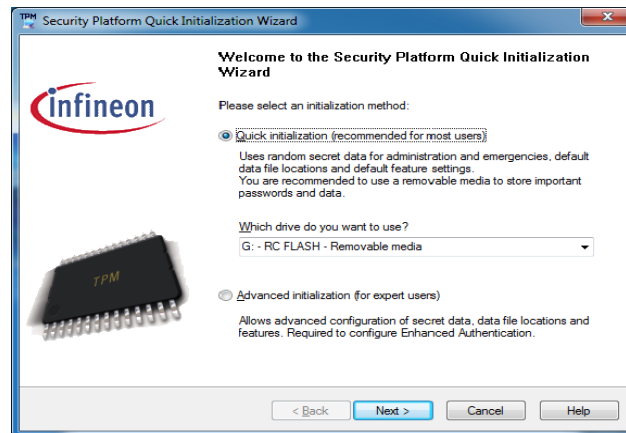 TPM
Security Platform Quick Initialization Wizard
Welcome to the Security Platform Quick Initialization
Wizard
infineon
Please select an initialization method:
Quick initialization (recommended for most users)
Uses random secret data for administration and emergencies, default
data file locations and default feature settings.
You are recommended to use a removable media to store important
passwords and data.
Which drive do you want to use?
G: - RC FLASH - Removable media
TPM
Advanced initialization (for expert users)
Allows advanced configuration of secret data, data file locations and
features. Required to configure Enhanced Authentication.
< Back
Next >
Cancel
Help